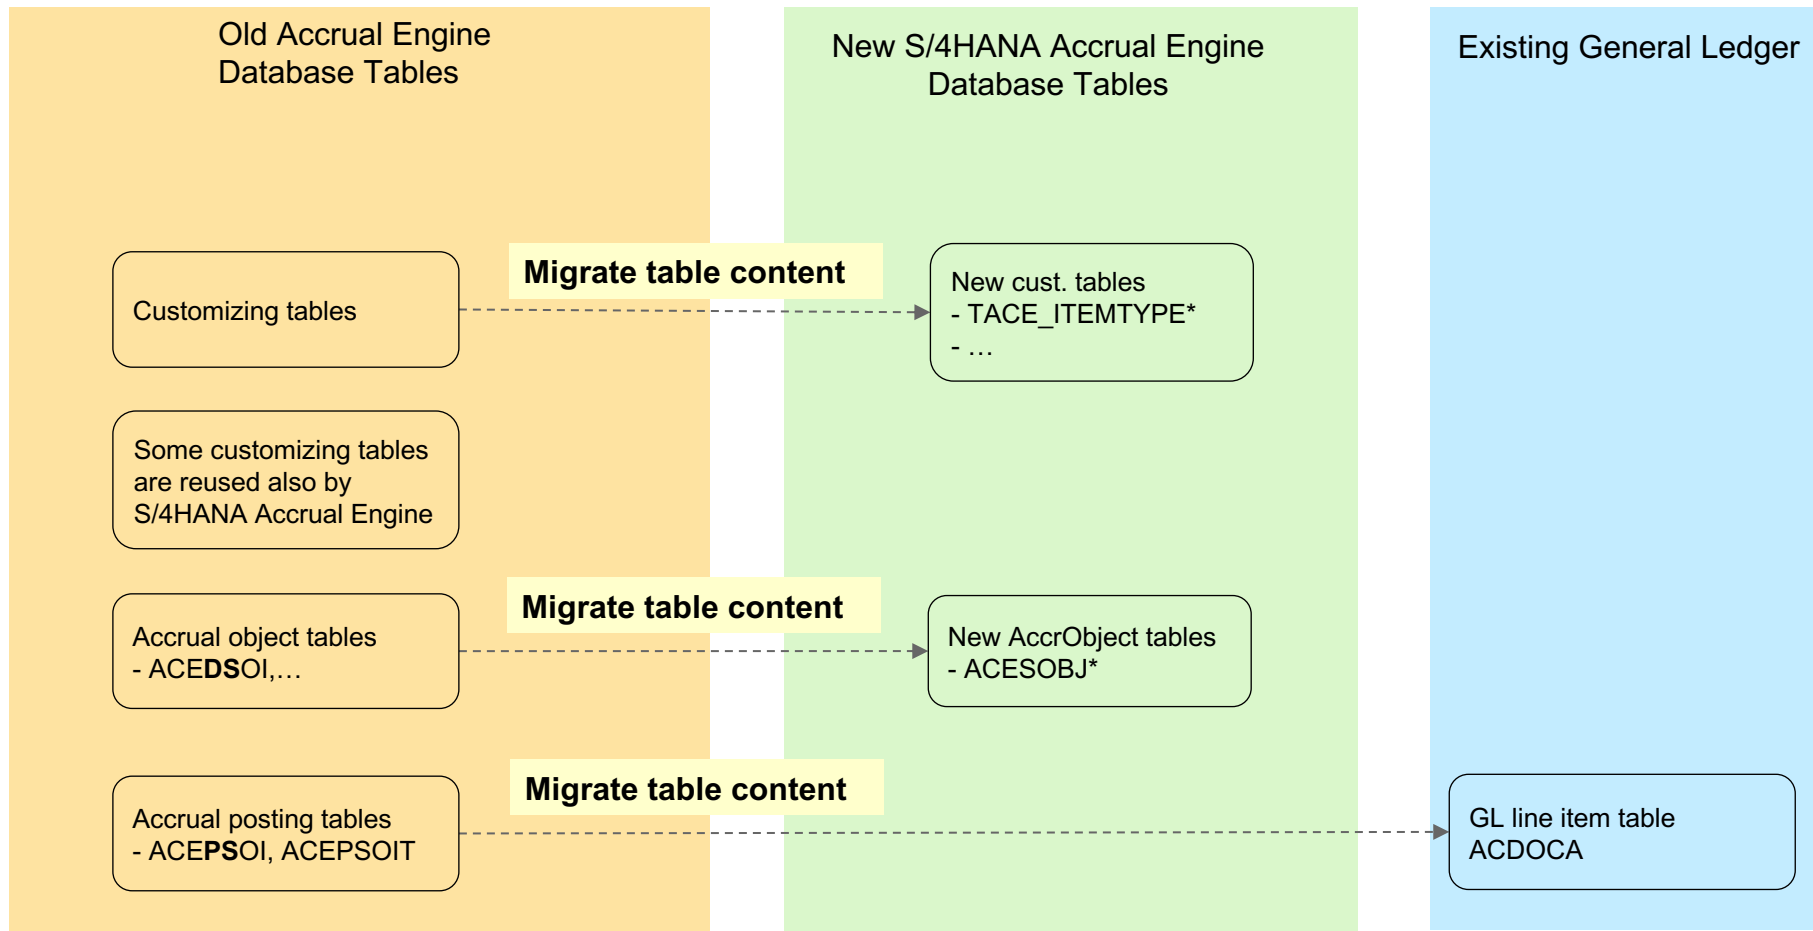 Old Accrual Engine
Database Tables
New S/4HANA Accrual Engine
Database Tables
Existing General Ledger
Customizing tables
Migrate table content
New cust. tables
- TACE_ITEMTYPE*
- …
Some customizing tables
are reused also by
S/4HANA Accrual Engine
Accrual object tables
- ACEDSOI,…
Migrate table content
New AccrObject tables
- ACESOBJ*
Accrual posting tables
- ACEPSOI, ACEPSOIT
Migrate table content
GL line item table
ACDOCA